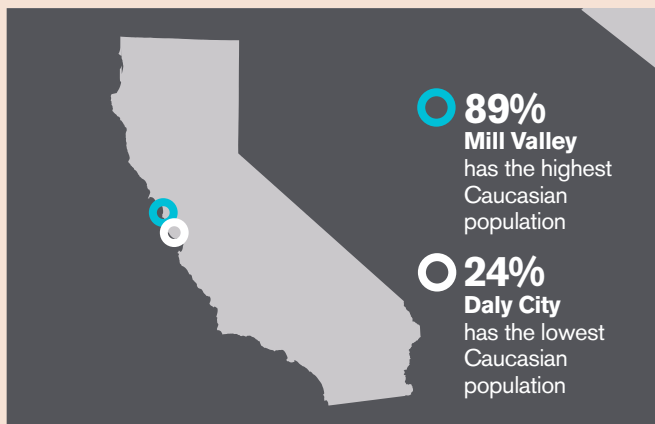 89%
Mill Valley
has the highest
Caucasian
population
24%
Daly City
has the lowest
Caucasian
population